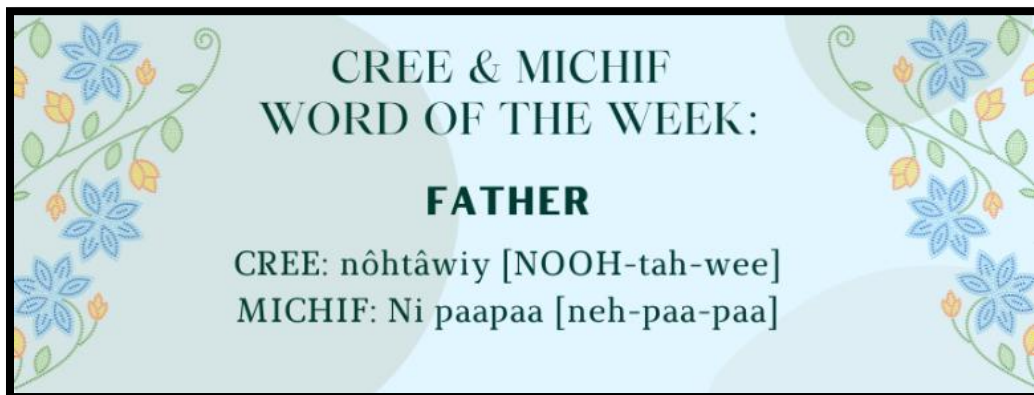 CREE & MICHIF
WORD OF THE WEEK:
FATHER
CREE: nôhtâwiy [NOOH-tah-wee]
MICHIF: Ni paapaa [neh-paa-paa]